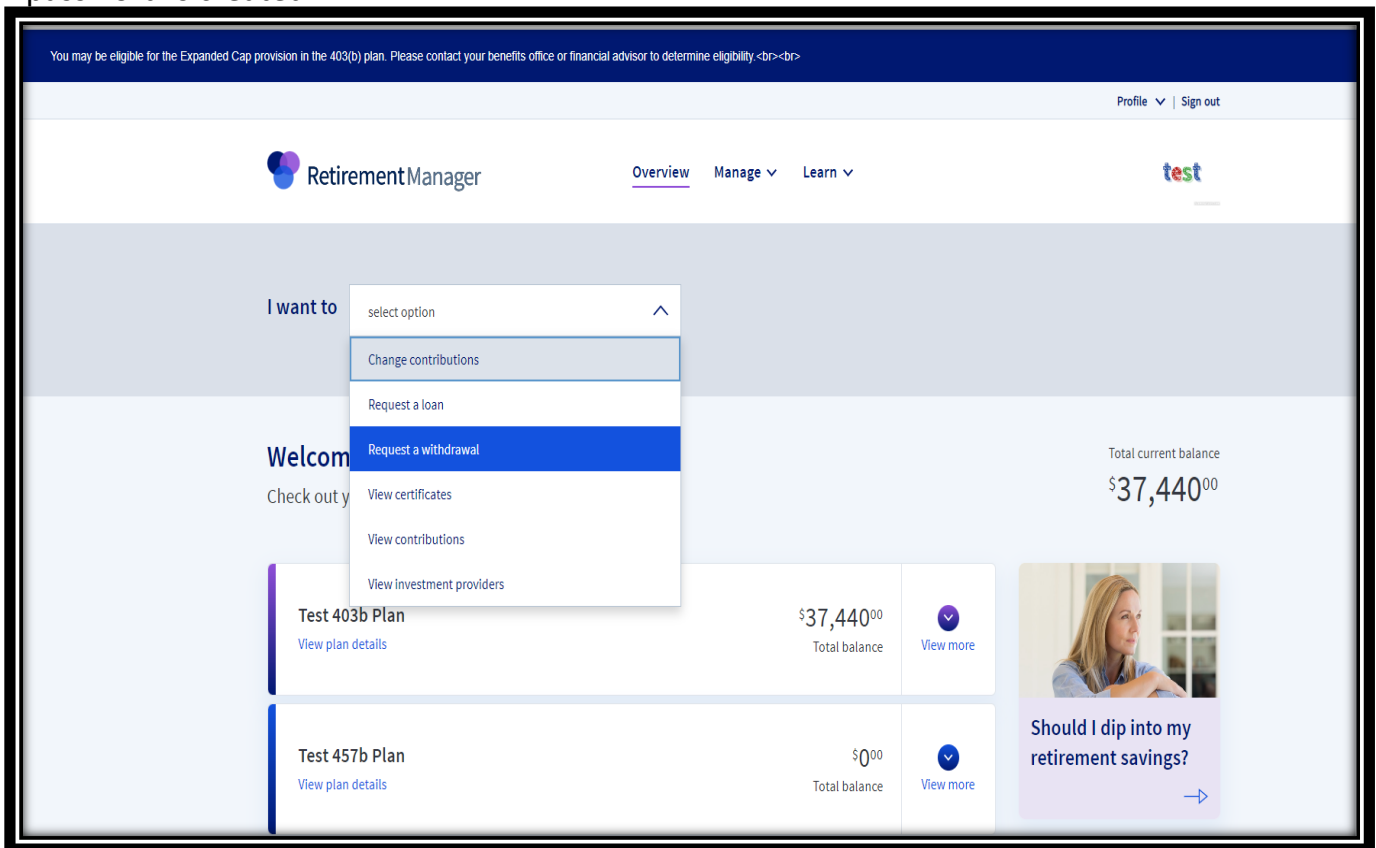 You may be eligible for the Expanded Cap provision in the 403(b) plan. Please contact your benefits office or financial advisor to determine eligibility.<br><br>
Profile | Sign out
RetirementManager
Overview Manage Learn
test
I want to
select option
Change contributions
Request a loan
Request a withdrawal
View certificates
View contributions
View investment providers
Welcom
Check out y
Total current balance
$37,44000
Test 403b Plan
View plan details
$37,44000
Total balance
View more
Test 457b Plan
View plan details
$000
Total balance
View more
Should I dip into my
retirement savings?